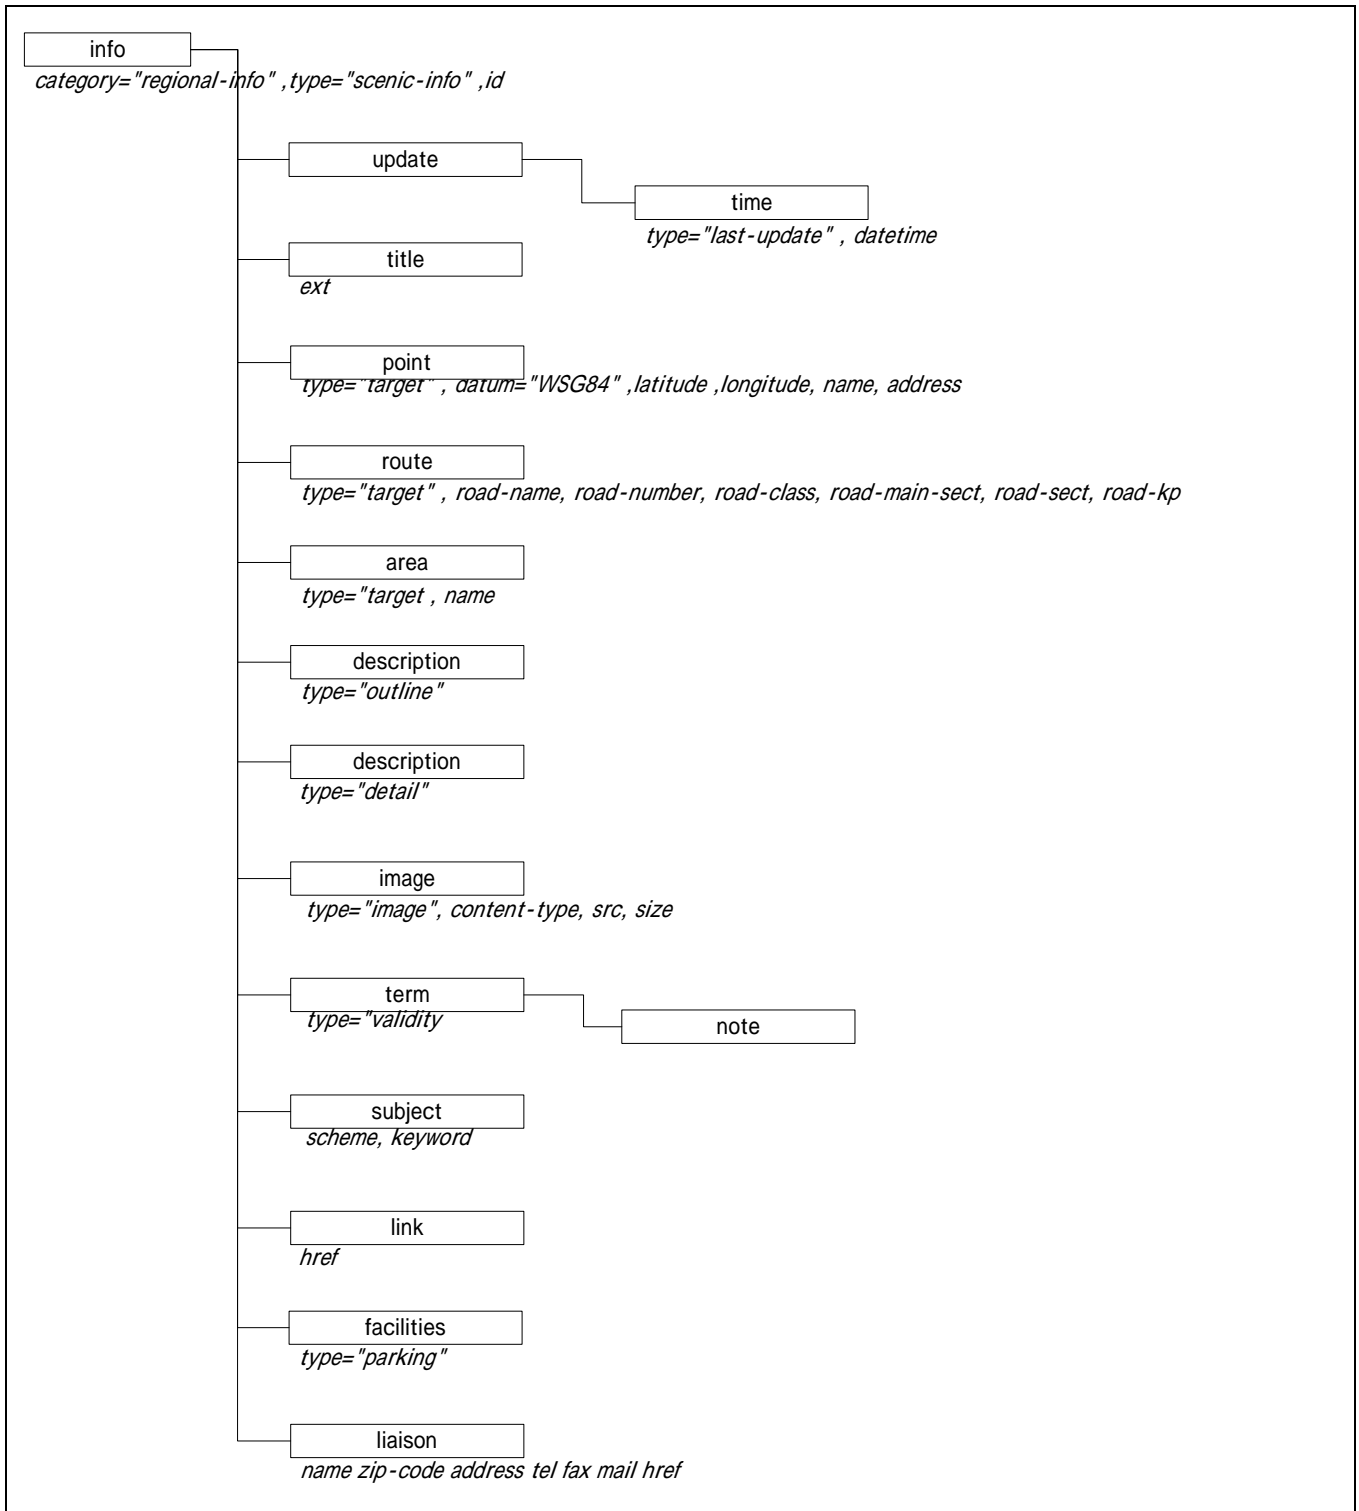 info
category="regional-info" ,type="scenic-info" ,id
update
time
type="last-update" , datetime
title
ext
point
type="target" , datum="WSG84" ,latitude ,longitude, name, address
route
type="target" , road-name, road-number, road-class, road-main-sect, road-sect, road-kp
area
type="target , name
description
type="outline"
description
type="detail"
image
type="image", content-type, src, size
term
type="validity
note
subject
scheme, keyword
link
href
facilities
type="parking"
liaison
name zip-code address tel fax mail href